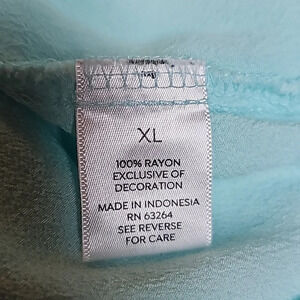 XL
100% RAYON
EXCLUSIVE OF
DECORATION
MADE IN INDONESIA
RN 63264
SEE REVERSE
FOR CARE